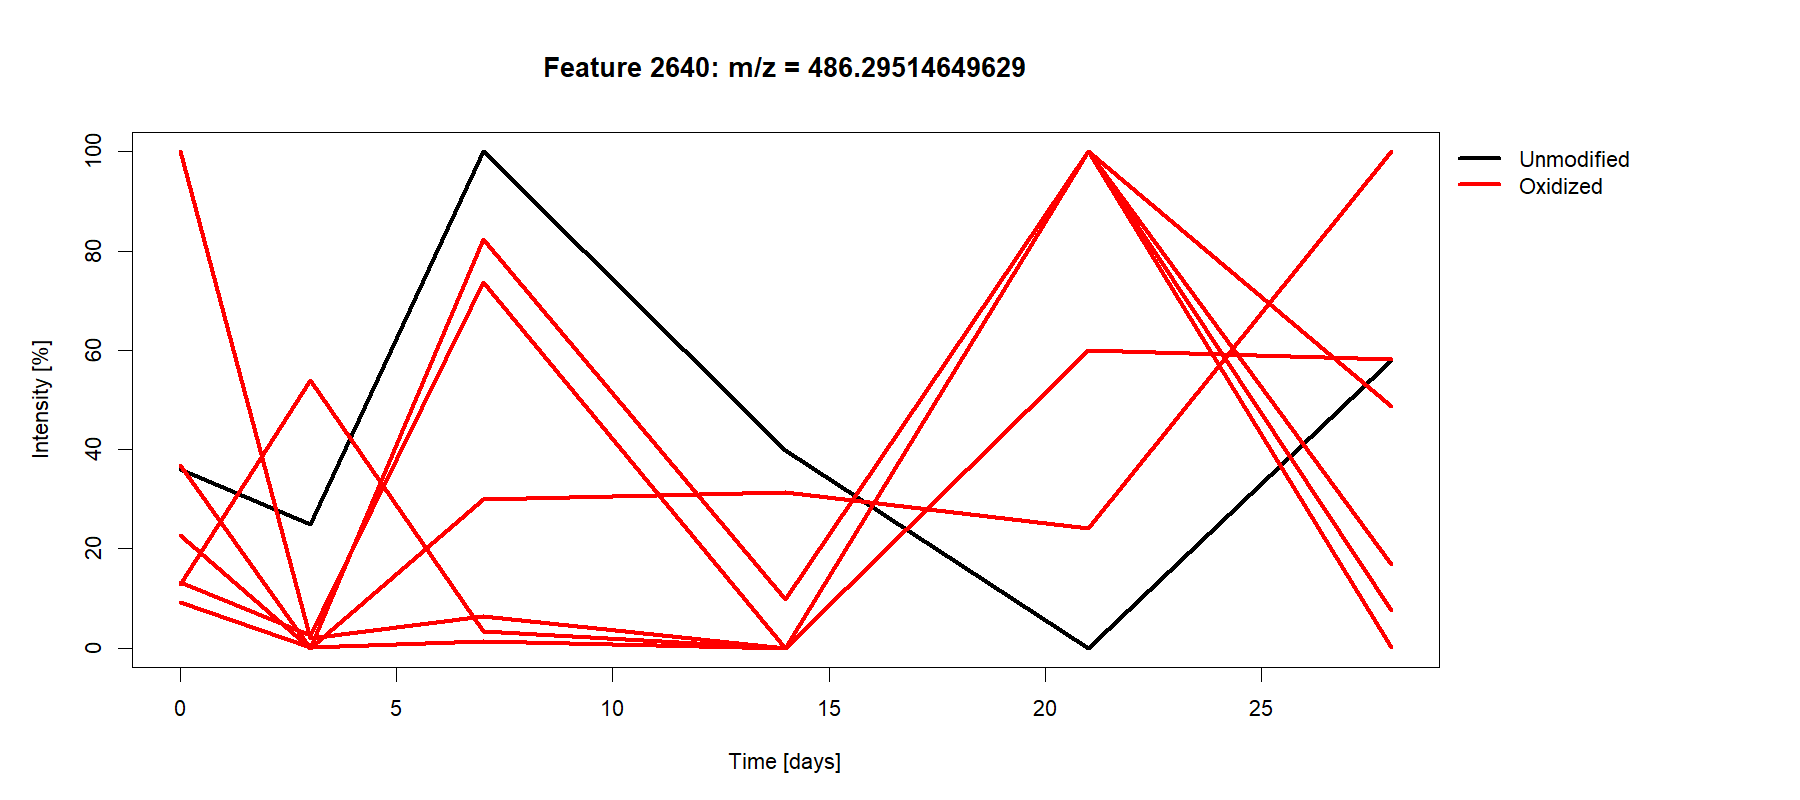 Feature 2640: m/z = 486.29514649629
Unmodified
Oxidized
Intensity [%]
100
80
60
40
20
0
0 5 10 15 20 25
Time [days]